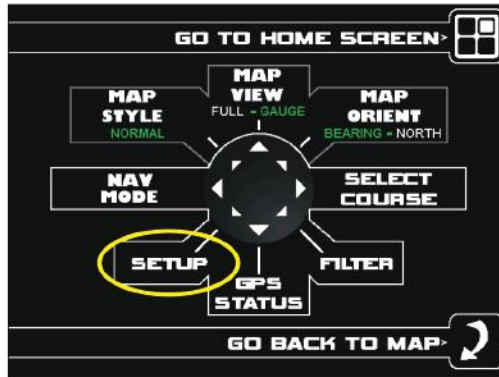 GO TO HOME SCREEN>
MAP
VIEW
FULL - GAUGE
MAP
STYLE
NORMAL
MAP
ORIENT
BEARING - NORTH
NAV
MODE
SELECT
COURSE
SETUP
FILTER
GPS
STATUS
GO BACK TO MAP>